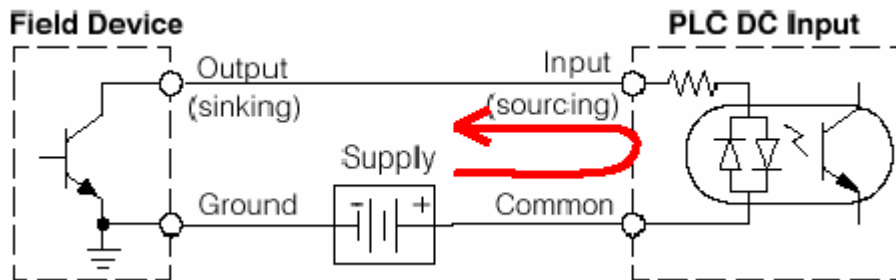 Field Device PLC DC Input
Output Input
(sinking) (sourcing)
Supply
Ground - + Common